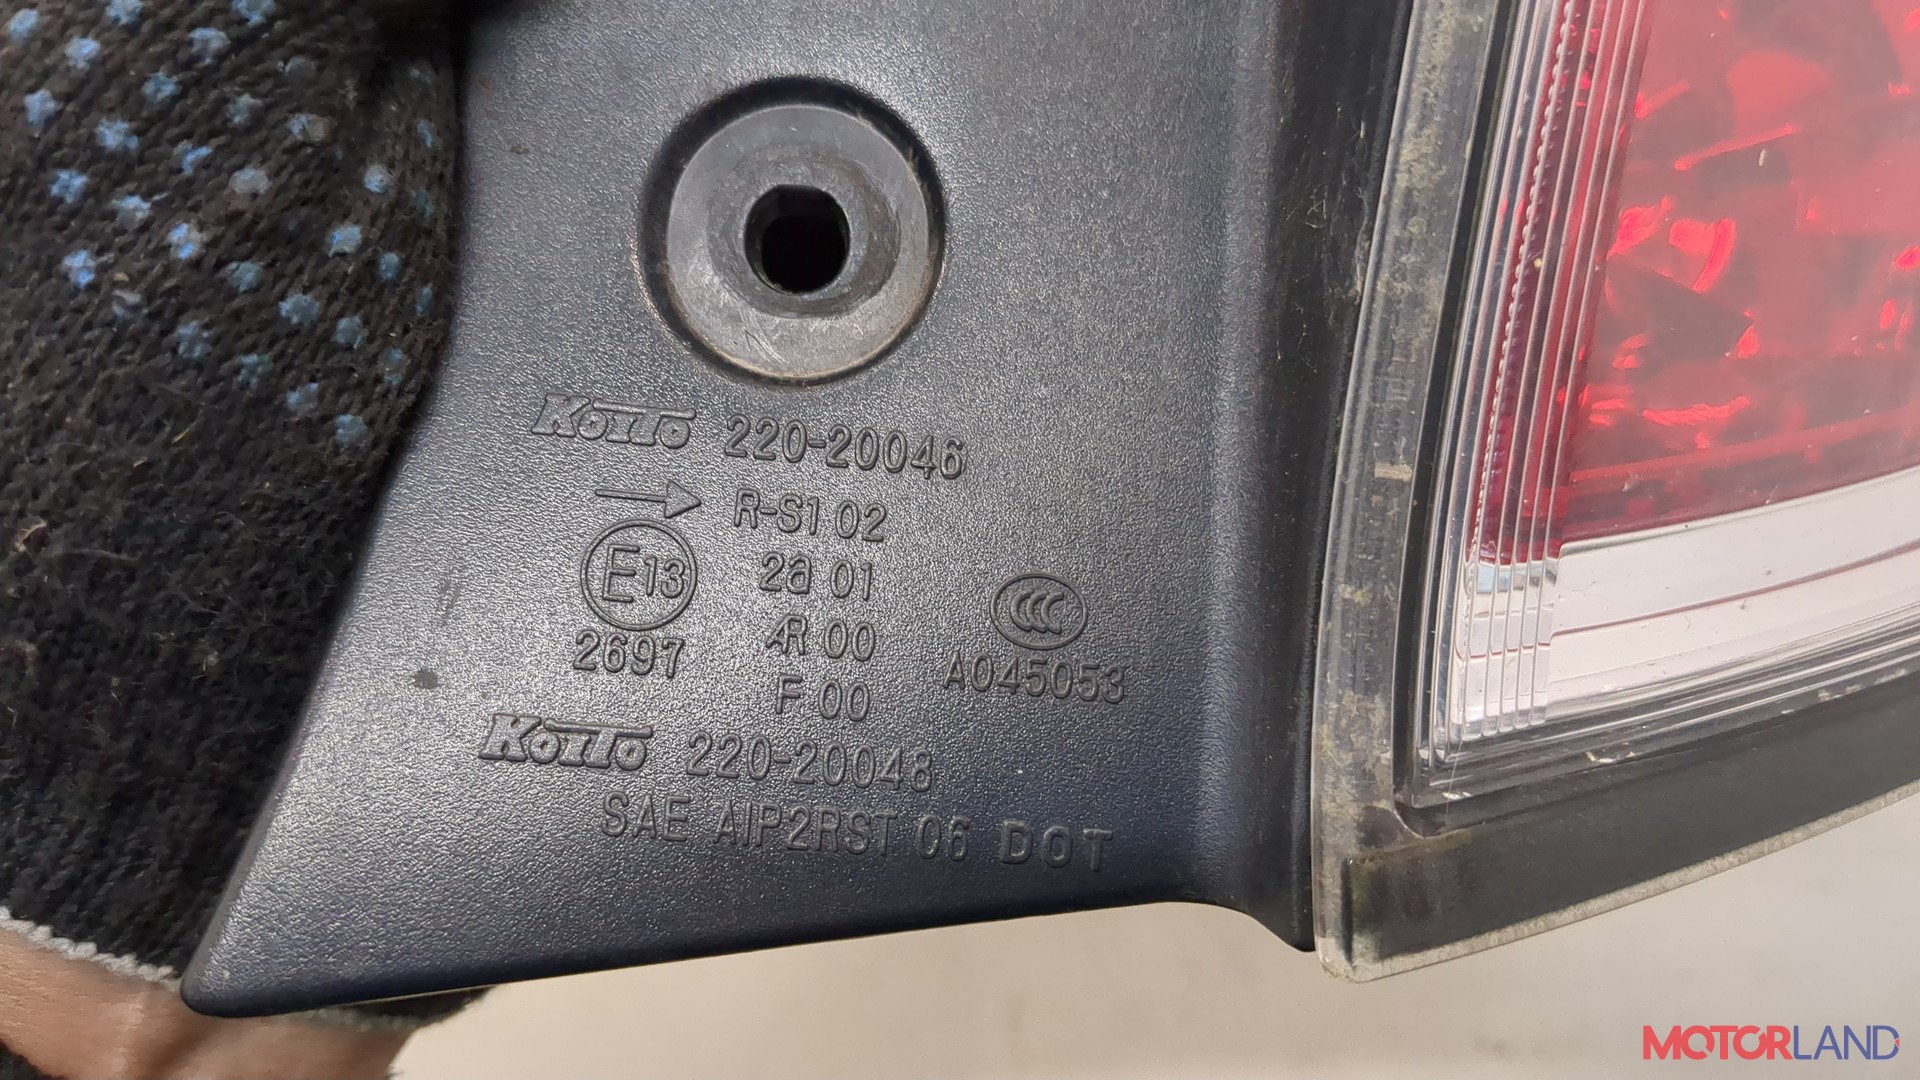 KOITO 220-20046
→ R-S1 02
E13 2a 01
2697 AR 00
F 00
CCC
A045053
KOITO 220-20048
SAE AIP2RST 06 DOT
MOTORLAND